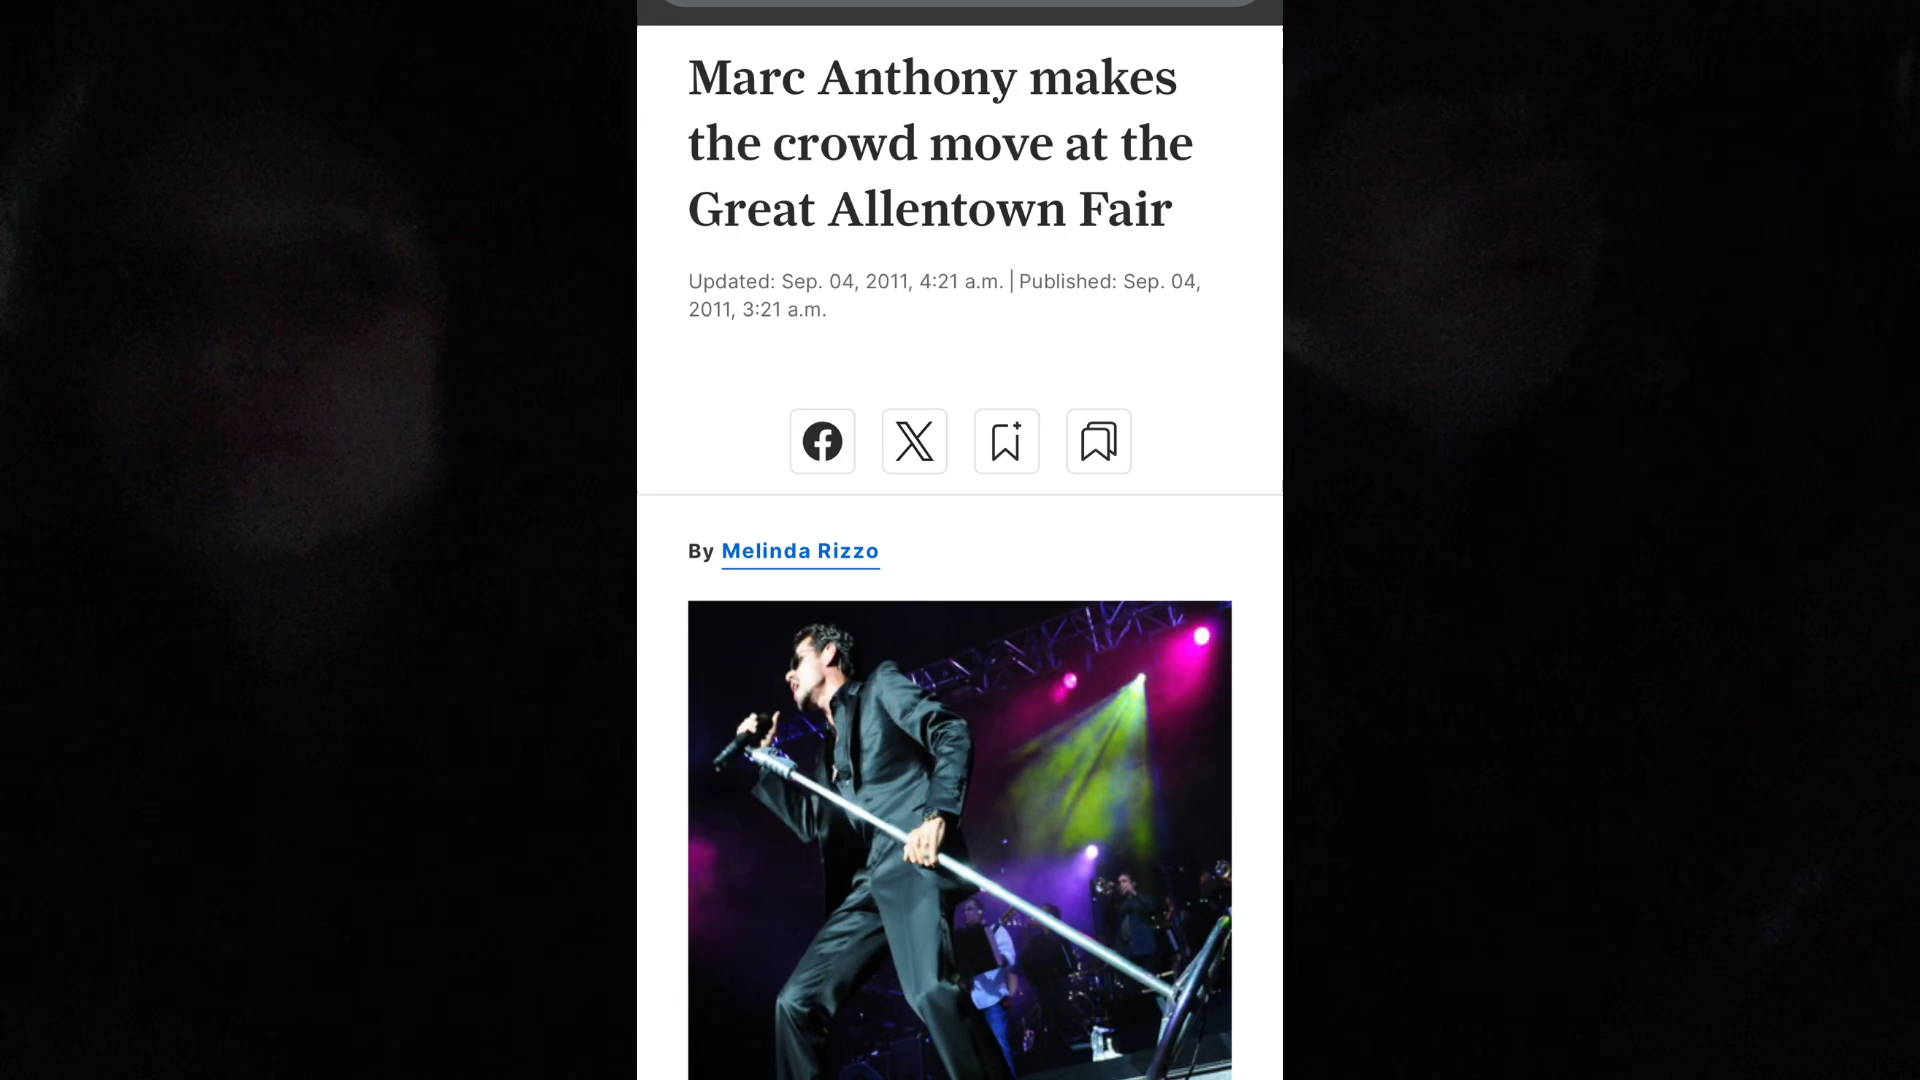 Marc Anthony makes
the crowd move at the
Great Allentown Fair
Updated: Sep. 04, 2011, 4:21 a.m. | Published: Sep. 04,
2011, 3:21 a.m.
By Melinda Rizzo